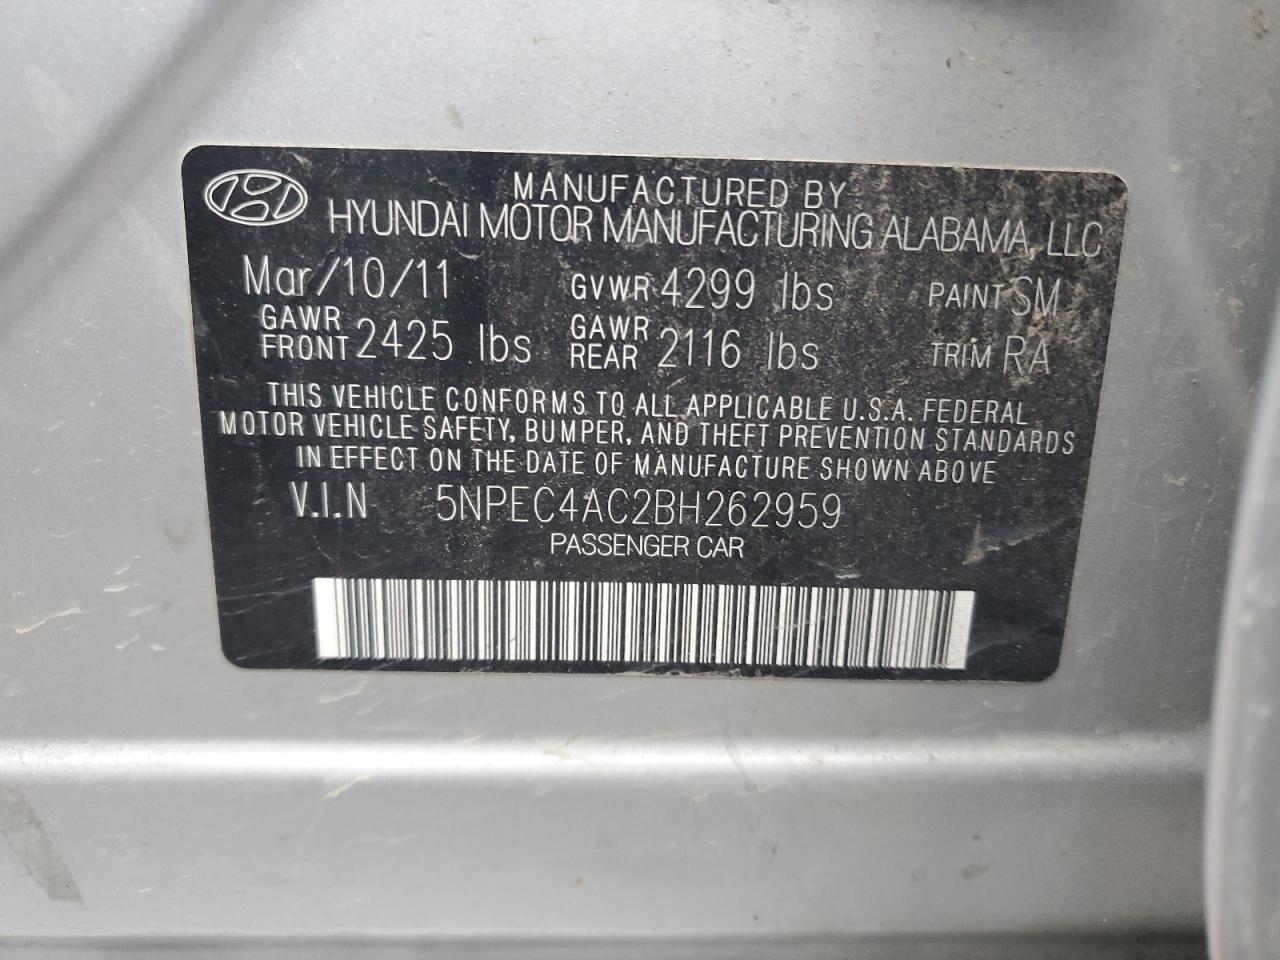 MANUFACTURED BY
HYUNDAI MOTOR MANUFACTURING ALABAMA, LLC
Mar/10/11 GVWR 4299 lbs PAINT SM
GAWR FRONT 2425 lbs GAWR REAR 2116 lbs TRIM RA
THIS VEHICLE CONFORMS TO ALL APPLICABLE U.S.A. FEDERAL
MOTOR VEHICLE SAFETY, BUMPER, AND THEFT PREVENTION STANDARDS
IN EFFECT ON THE DATE OF MANUFACTURE SHOWN ABOVE
V.I.N 5NPEC4AC2BH262959
PASSENGER CAR